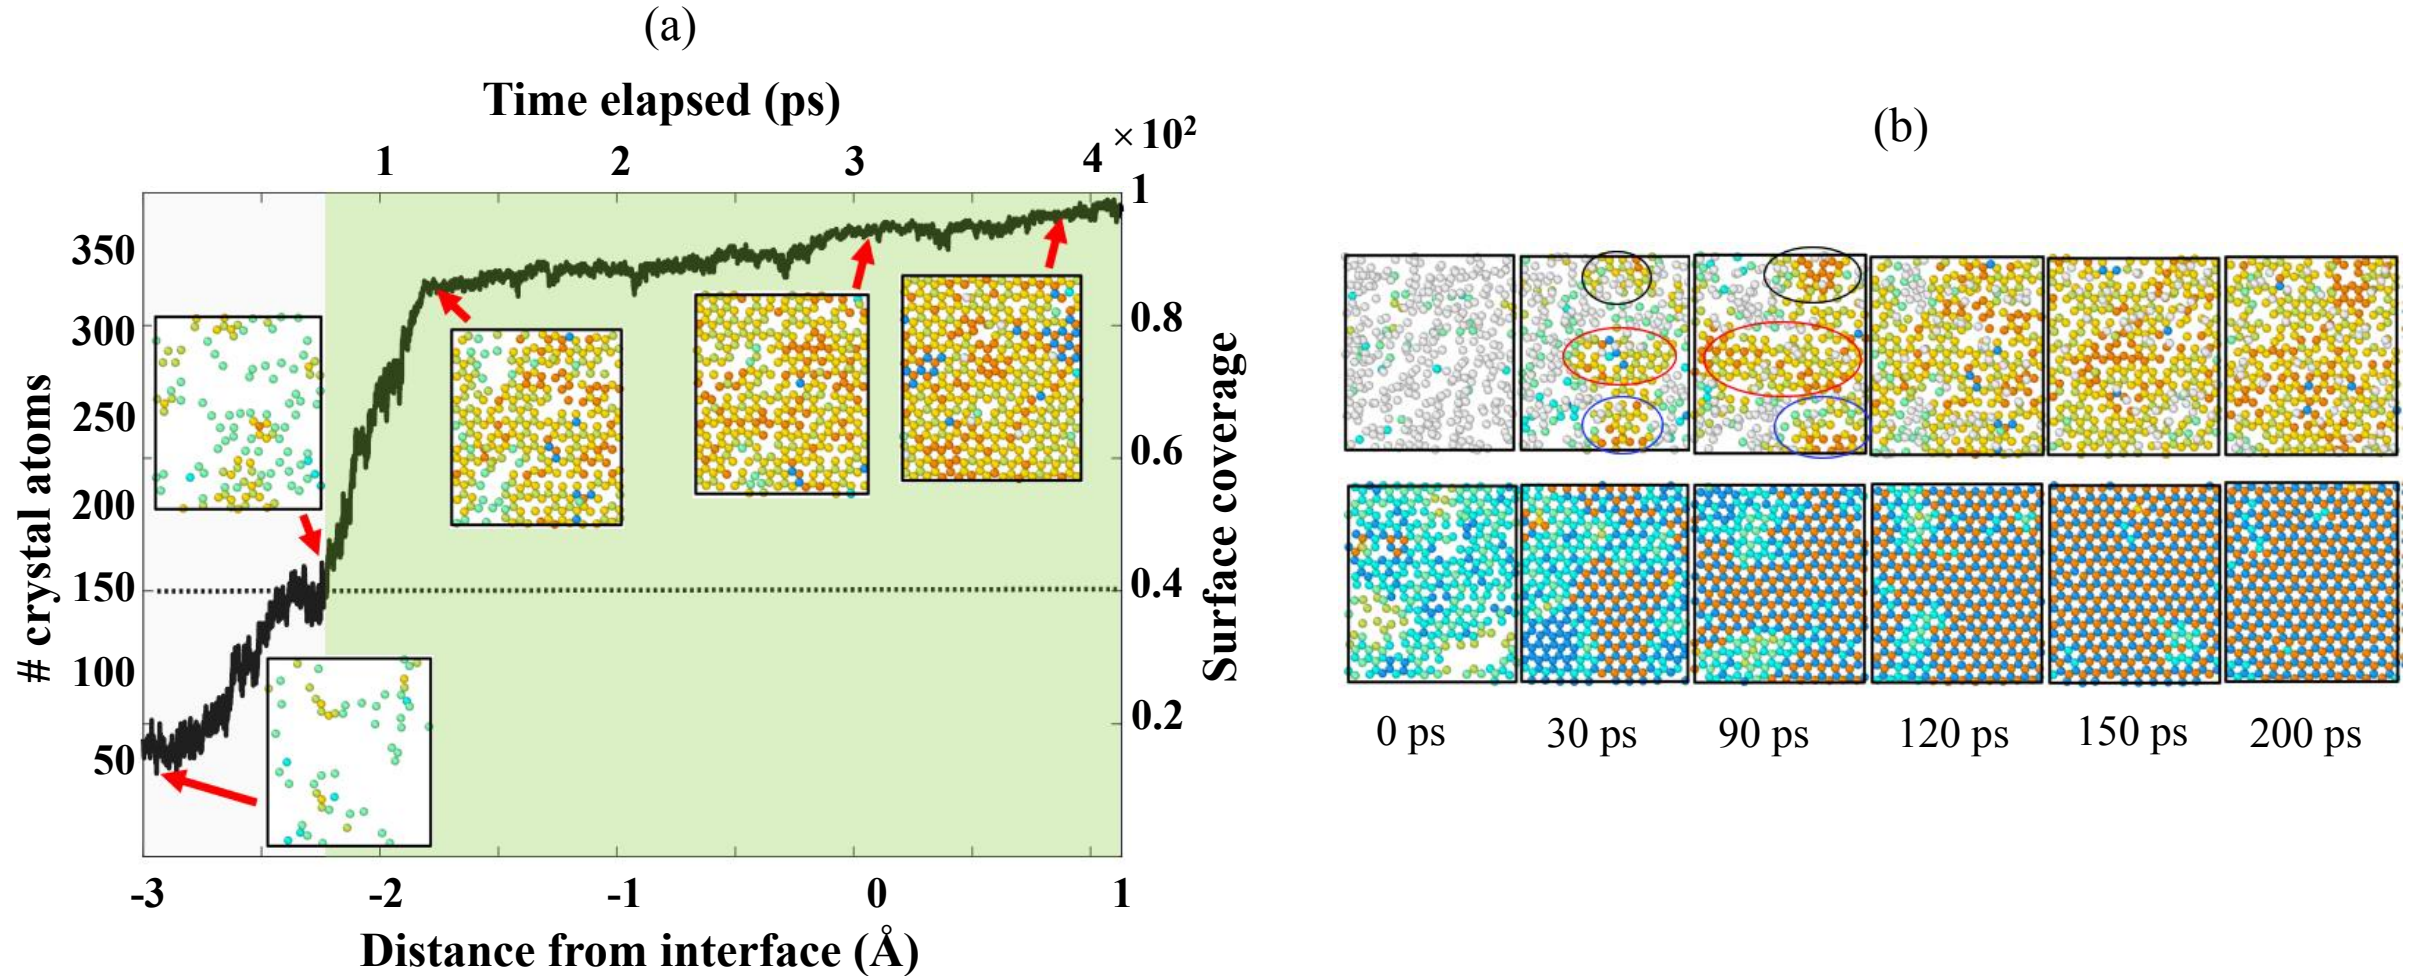 (a)
Time elapsed (ps)
1 2 3 4 ×10²
350
300
250
200
150
100
50
# crystal atoms
1
0.8
0.6
0.4
0.2
Surface coverage
-3 -2 -1 0 1
Distance from interface (Å)
(b)
0 ps 30 ps 90 ps 120 ps 150 ps 200 ps